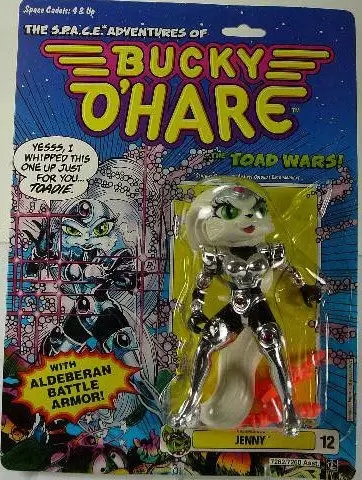 Space Cadets: 4 & Up
THE S.P.A.C.E. ADVENTURES OF
BUCKY
O'HARE™
THE TOAD WARS!
YESSS, I
WHIPPED THIS
ONE UP JUST
FOR YOU...
TOADIE.
WITH
ALDEBERAN
BATTLE
ARMOR!
JENNY
12